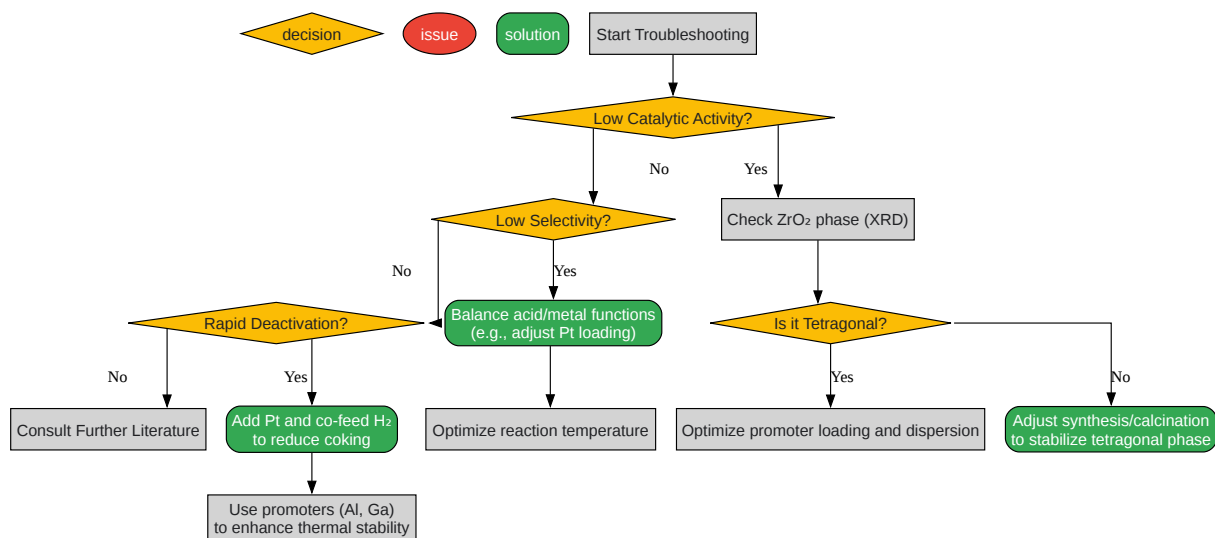 decision
issue
solution
Start Troubleshooting
Low Catalytic Activity?
No
Yes
Low Selectivity?
Check ZrO₂ phase (XRD)
No
Yes
Rapid Deactivation?
Balance acid/metal functions
(e.g., adjust Pt loading)
Is it Tetragonal?
No
Yes
Yes
No
Consult Further Literature
Add Pt and co-feed H₂
to reduce coking
Optimize reaction temperature
Optimize promoter loading and dispersion
Adjust synthesis/calcination
to stabilize tetragonal phase
Use promoters (Al, Ga)
to enhance thermal stability